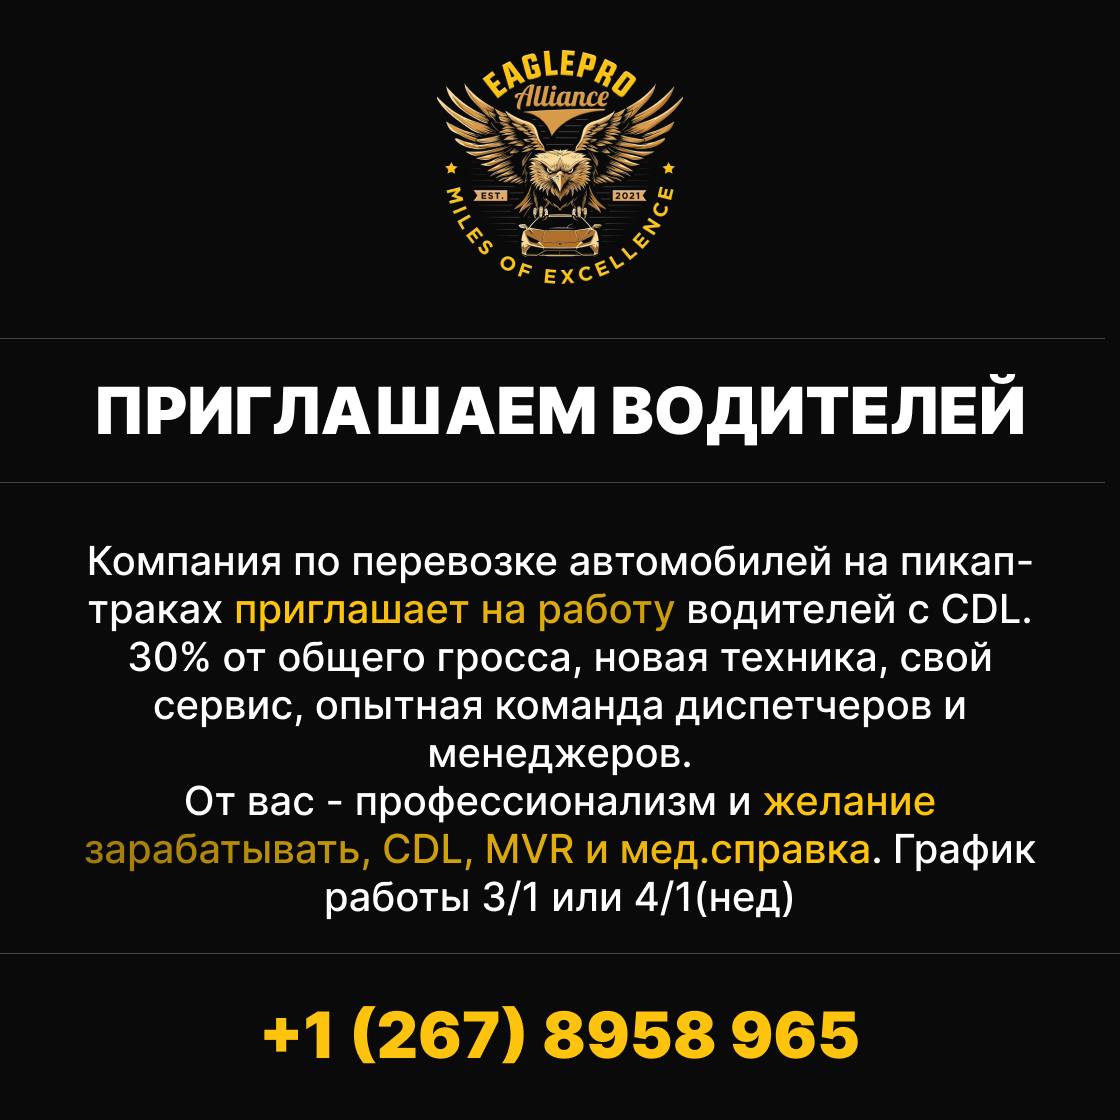 EAGLEPRO
Alliance
EST. 2021
MILES OF EXCELLENCE
ПРИГЛАШАЕМ ВОДИТЕЛЕЙ
Компания по перевозке автомобилей на пикап-
траках приглашает на работу водителей с CDL.
30% от общего гросса, новая техника, свой
сервис, опытная команда диспетчеров и
менеджеров.
От вас - профессионализм и желание
зарабатывать, CDL, MVR и мед.справка. График
работы 3/1 или 4/1(нед)
+1 (267) 8958 965